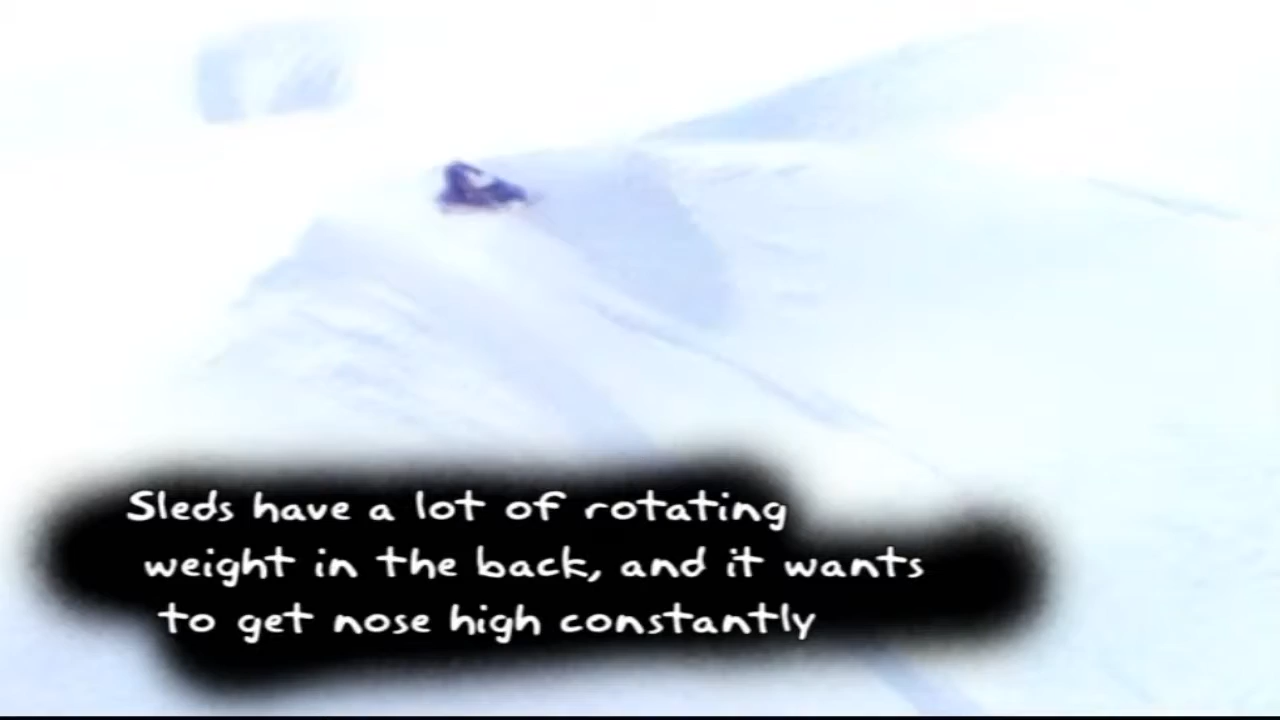 Sleds have a lot of rotating
weight in the back, and it wants
to get nose high constantly